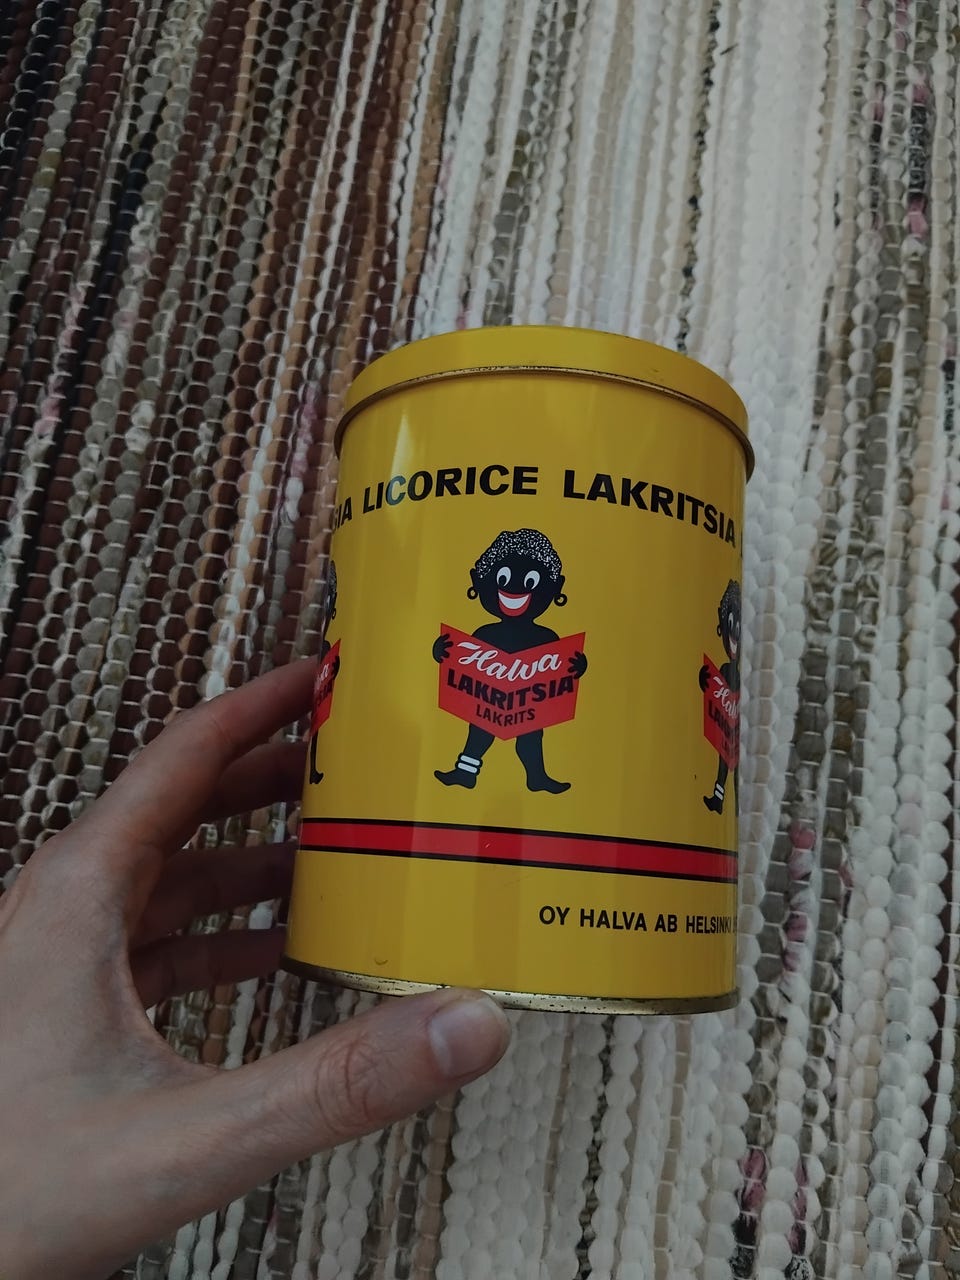 LICORICE LAKRITSIA
Halva
LAKRITSIA
LAKRITS
OY HALVA AB HELSINKI